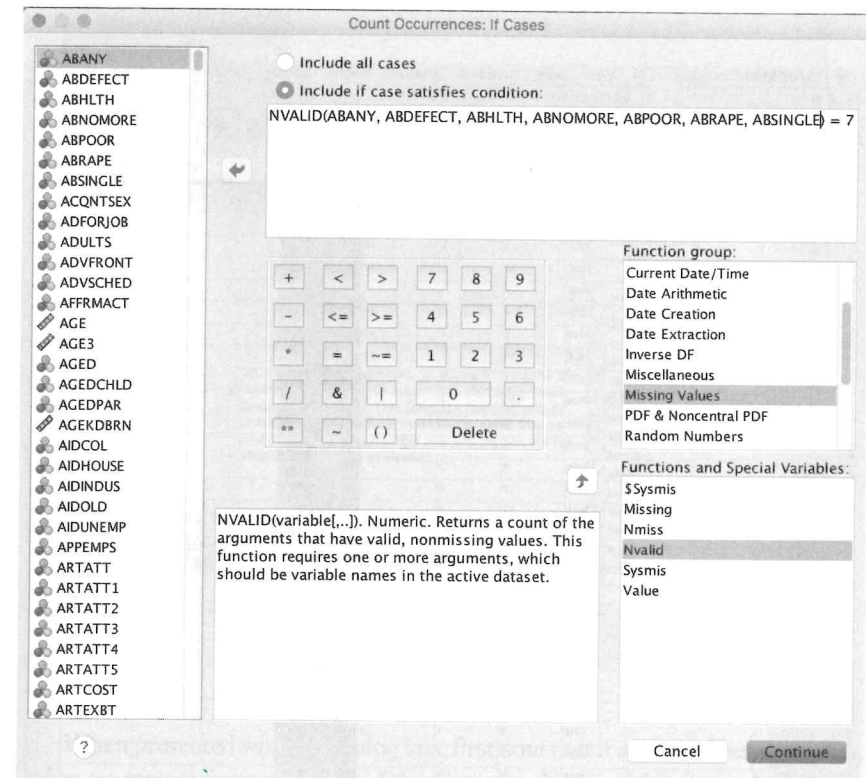 Count Occurrences: If Cases
ABANY
ABDEFECT
ABHLTH
ABNOMORE
ABPOOR
ABRAPE
ABSINGLE
ACQNTSEX
ADFORJOB
ADULTS
ADVFRONT
ADVSCHED
AFFRMACT
AGE
AGE3
AGED
AGEDCHLD
AGEDPAR
AGEKDBRN
AIDCOL
AIDHOUSE
AIDINDUS
AIDOLD
AIDUNEMP
APPEMPS
ARTATT
ARTATT1
ARTATT2
ARTATT3
ARTATT4
ARTATT5
ARTCOST
ARTEXBT
Include all cases
Include if case satisfies condition:
NVALID(ABANY, ABDEFECT, ABHLTH, ABNOMORE, ABPOOR, ABRAPE, ABSINGLE) = 7
+ < > 7 8 9
- <= >= 4 5 6
* = ~= 1 2 3
/ & | 0 .
** ~ ( ) Delete
Function group:
Current Date/Time
Date Arithmetic
Date Creation
Date Extraction
Inverse DF
Miscellaneous
Missing Values
PDF & Noncentral PDF
Random Numbers
Functions and Special Variables:
$Sysmis
Missing
Nmiss
Nvalid
Sysmis
Value
NVALID(variable[,..]). Numeric. Returns a count of the
arguments that have valid, nonmissing values. This
function requires one or more arguments, which
should be variable names in the active dataset.
?
Cancel
Continue